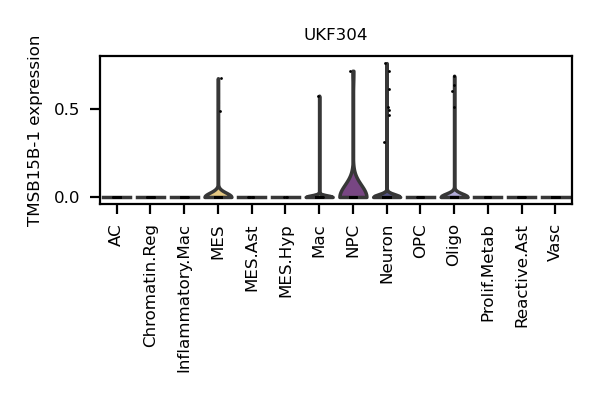 UKF304
TMSB15B-1 expression
0.5
0.0
AC
Chromatin.Reg
Inflammatory.Mac
MES
MES.Ast
MES.Hyp
Mac
NPC
Neuron
OPC
Oligo
Prolif.Metab
Reactive.Ast
Vasc